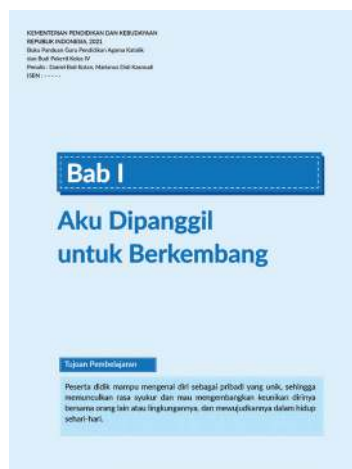 KEMENTERIAN PENDIDIKAN DAN KEBUDAYAAN
REPUBLIK INDONESIA, 2021
Buku Panduan Guru Pendidikan Agama Katolik
dan Budi Pekerti Kelas IV
Penulis : Daniel Boli Kotan, Marianus Didi Kasmudi
ISBN : - - - - -
Bab I
Aku Dipanggil
untuk Berkembang
Tujuan Pembelajaran
Peserta didik mampu mengenal diri sebagai pribadi yang unik, sehingga
memunculkan rasa syukur dan mau mengembangkan keunikan dirinya
bersama orang lain atau lingkungannya, dan mewujudkannya dalam hidup
sehari-hari.